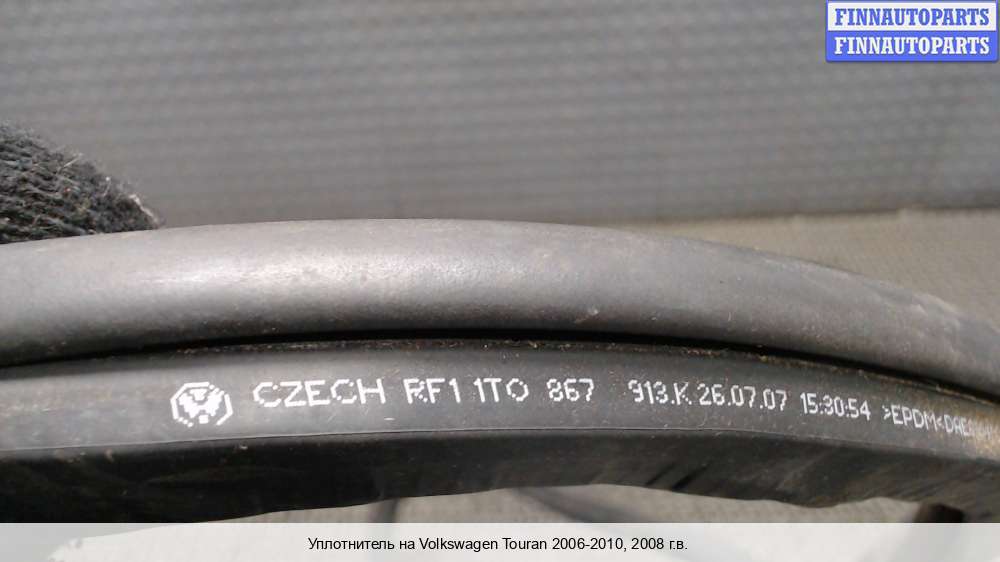 FINNAUTOPARTS
FINNAUTOPARTS
CZECH RF1 1TO 867 913.K 26.07.07 15:30:54 >EPDM<
Уплотнитель на Volkswagen Touran 2006-2010, 2008 г.в.